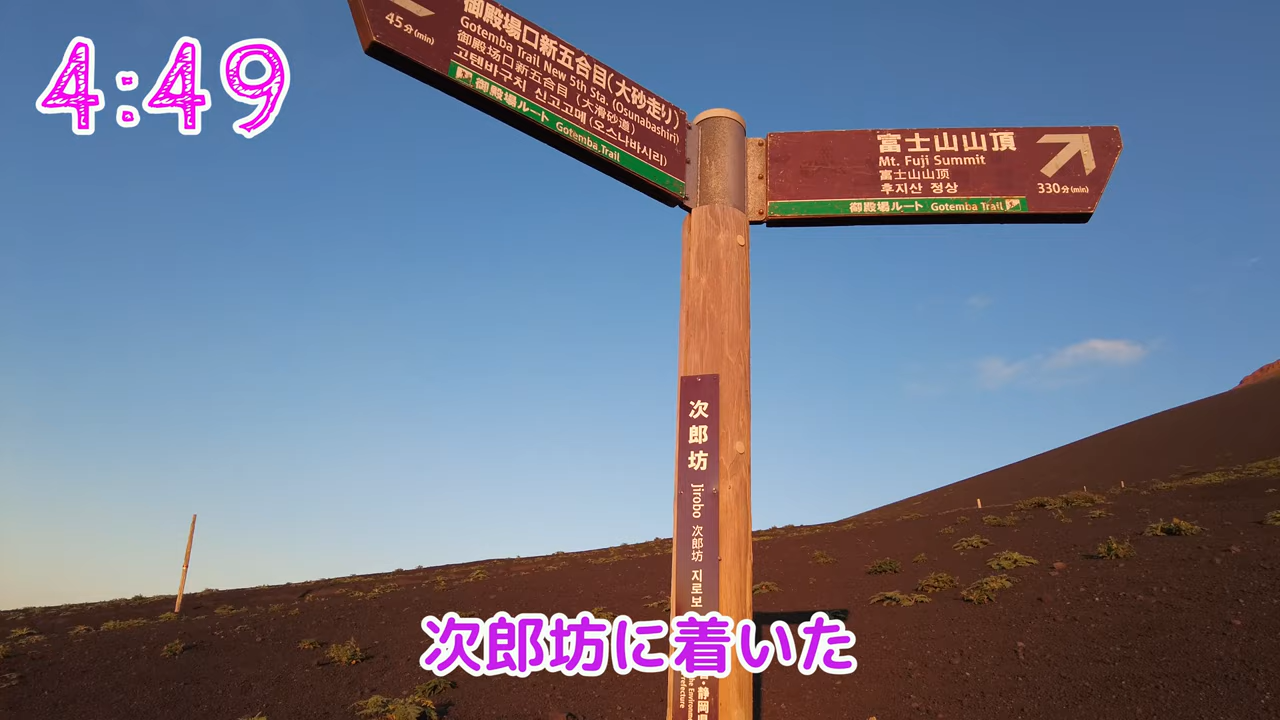 4:49
45分(min)
御殿場口新五合目(大砂走り)
Gotemba Trail New 5th Sta. (Osunabashiri)
御殿场口新五合目 (大滑砂道)
고텐바구치 신고고메 (오스나바시리)
御殿場ルート Gotemba Trail
富士山山頂
Mt. Fuji Summit
富士山山顶
후지산 정상
330分(min)
御殿場ルート Gotemba Trail
次郎坊 Jirobo 次郎坊 지로보
次郎坊に着いた
静岡県